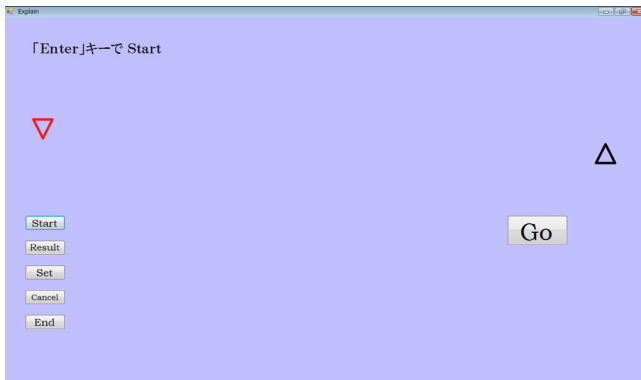 Explain
「Enter」キーで Start
Start
Go
Result
Set
Cancel
End